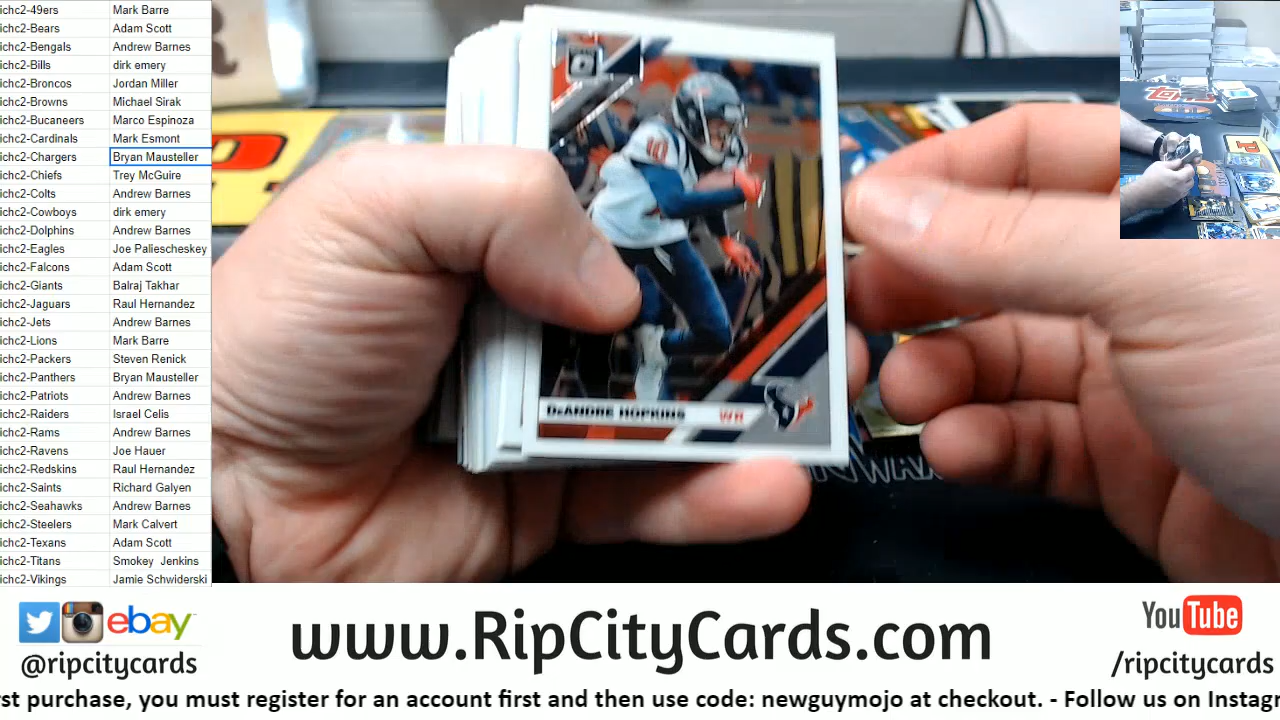 ichc2-49ers Mark Barre
ichc2-Bears Adam Scott
ichc2-Bengals Andrew Barnes
ichc2-Bills dirk emery
ichc2-Broncos Jordan Miller
ichc2-Browns Michael Sirak
ichc2-Bucaneers Marco Espinoza
ichc2-Cardinals Mark Esmont
ichc2-Chargers Bryan Mausteller
ichc2-Chiefs Trey McGuire
ichc2-Colts Andrew Barnes
ichc2-Cowboys dirk emery
ichc2-Dolphins Andrew Barnes
ichc2-Eagles Joe Paliescheskey
ichc2-Falcons Adam Scott
ichc2-Giants Balraj Takhar
ichc2-Jaguars Raul Hernandez
ichc2-Jets Andrew Barnes
ichc2-Lions Mark Barre
ichc2-Packers Steven Renick
ichc2-Panthers Bryan Mausteller
ichc2-Patriots Andrew Barnes
ichc2-Raiders Israel Celis
ichc2-Rams Andrew Barnes
ichc2-Ravens Joe Hauer
ichc2-Redskins Raul Hernandez
ichc2-Saints Richard Galyen
ichc2-Seahawks Andrew Barnes
ichc2-Steelers Mark Calvert
ichc2-Texans Adam Scott
ichc2-Titans Smokey Jenkins
ichc2-Vikings Jamie Schwiderski
10
DeANDRE HOPKINS WR
TOPPS
ebay
@ripcitycards
www.RipCityCards.com
YouTube
/ripcitycards
rst purchase, you must register for an account first and then use code: newguymojo at checkout. - Follow us on Instagr